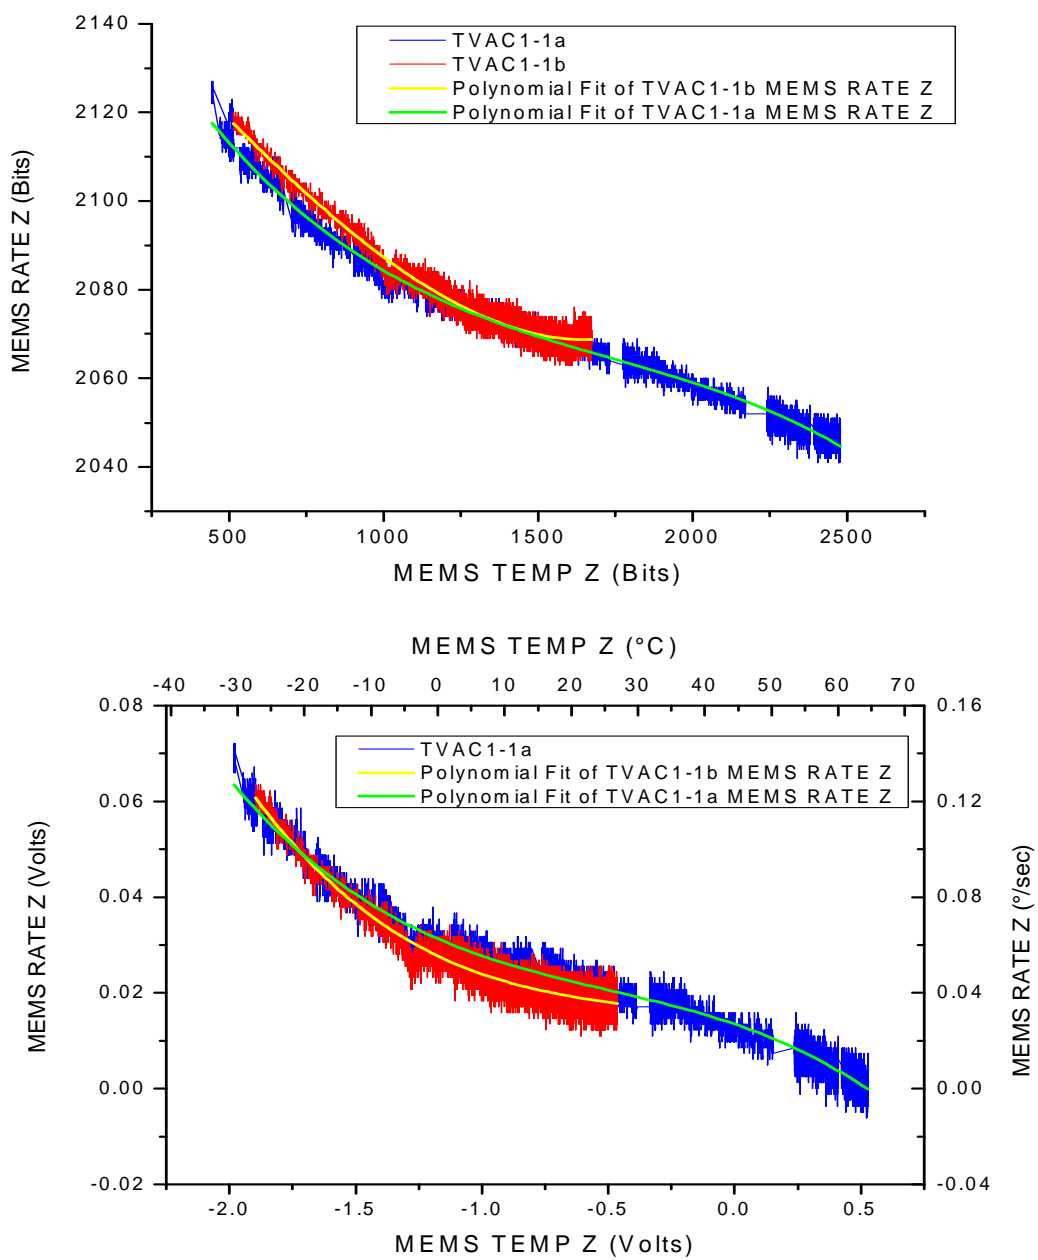 2140
2120
2100
2080
2060
2040
MEMS RATE Z (Bits)
TVAC1-1a
TVAC1-1b
Polynomial Fit of TVAC1-1b MEMS RATE Z
Polynomial Fit of TVAC1-1a MEMS RATE Z
500 1000 1500 2000 2500
MEMS TEMP Z (Bits)
MEMS TEMP Z (°C)
-40 -30 -20 -10 0 10 20 30 40 50 60 70
0.08
0.06
0.04
0.02
0.00
-0.02
MEMS RATE Z (Volts)
TVAC1-1a
Polynomial Fit of TVAC1-1b MEMS RATE Z
Polynomial Fit of TVAC1-1a MEMS RATE Z
0.16
0.12
0.08
0.04
0.00
-0.04
MEMS RATE Z (°/sec)
-2.0 -1.5 -1.0 -0.5 0.0 0.5
MEMS TEMP Z (Volts)